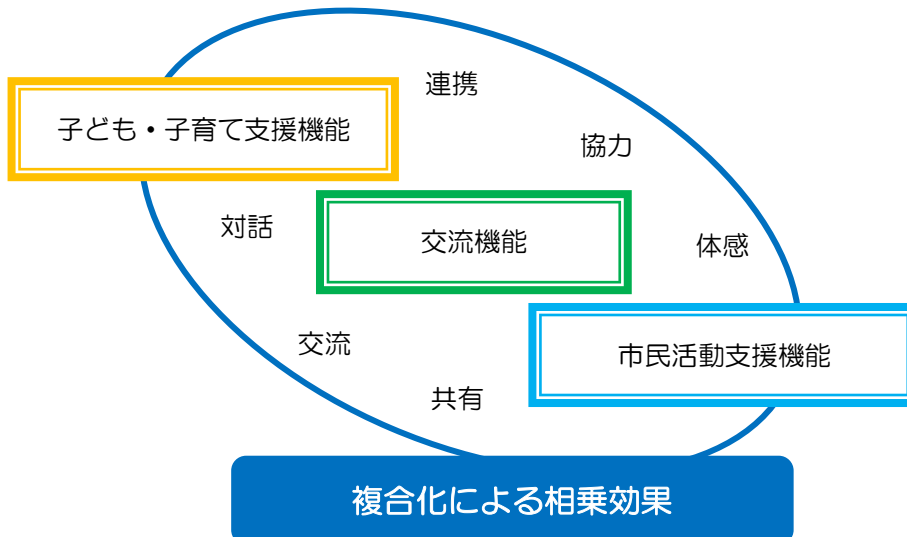 連携
子ども・子育て支援機能
協力
対話
交流機能
体感
交流
市民活動支援機能
共有
複合化による相乗効果